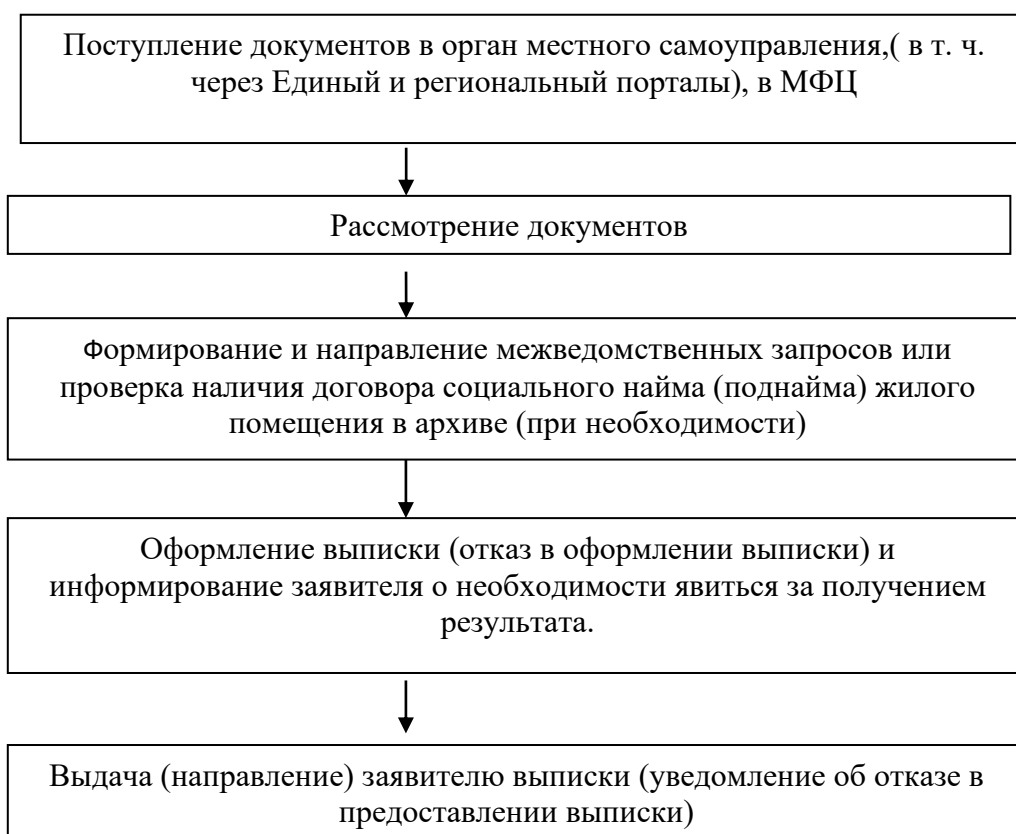 Поступление документов в орган местного самоуправления,( в т. ч.
через Единый и региональный порталы), в МФЦ
Рассмотрение документов
Формирование и направление межведомственных запросов или
проверка наличия договора социального найма (поднайма) жилого
помещения в архиве (при необходимости)
Оформление выписки (отказ в оформлении выписки) и
информирование заявителя о необходимости явиться за получением
результата.
Выдача (направление) заявителю выписки (уведомление об отказе в
предоставлении выписки)